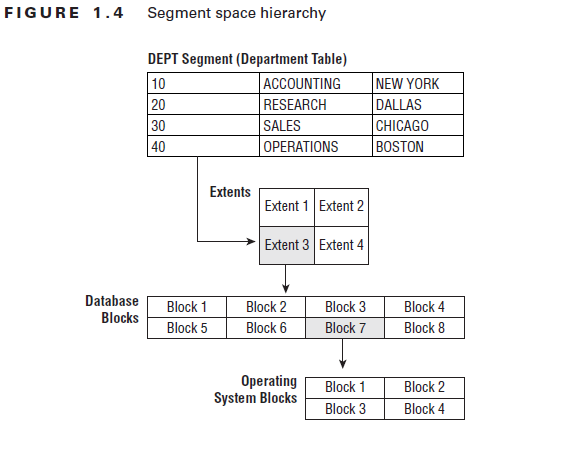 FIGURE 1.4 Segment space hierarchy
DEPT Segment (Department Table)
10 ACCOUNTING NEW YORK
20 RESEARCH DALLAS
30 SALES CHICAGO
40 OPERATIONS BOSTON
Extents
Extent 1 Extent 2
Extent 3 Extent 4
Database
Blocks
Block 1 Block 2 Block 3 Block 4
Block 5 Block 6 Block 7 Block 8
Operating
System Blocks
Block 1 Block 2
Block 3 Block 4